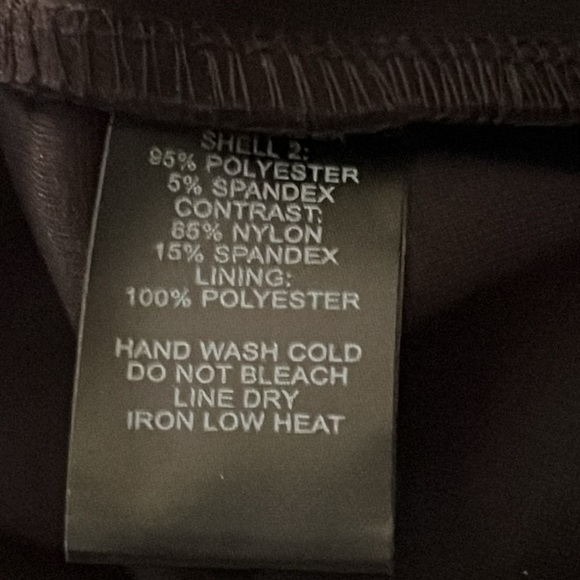 SHELL 2:
95% POLYESTER
5% SPANDEX
CONTRAST:
85% NYLON
15% SPANDEX
LINING:
100% POLYESTER
HAND WASH COLD
DO NOT BLEACH
LINE DRY
IRON LOW HEAT